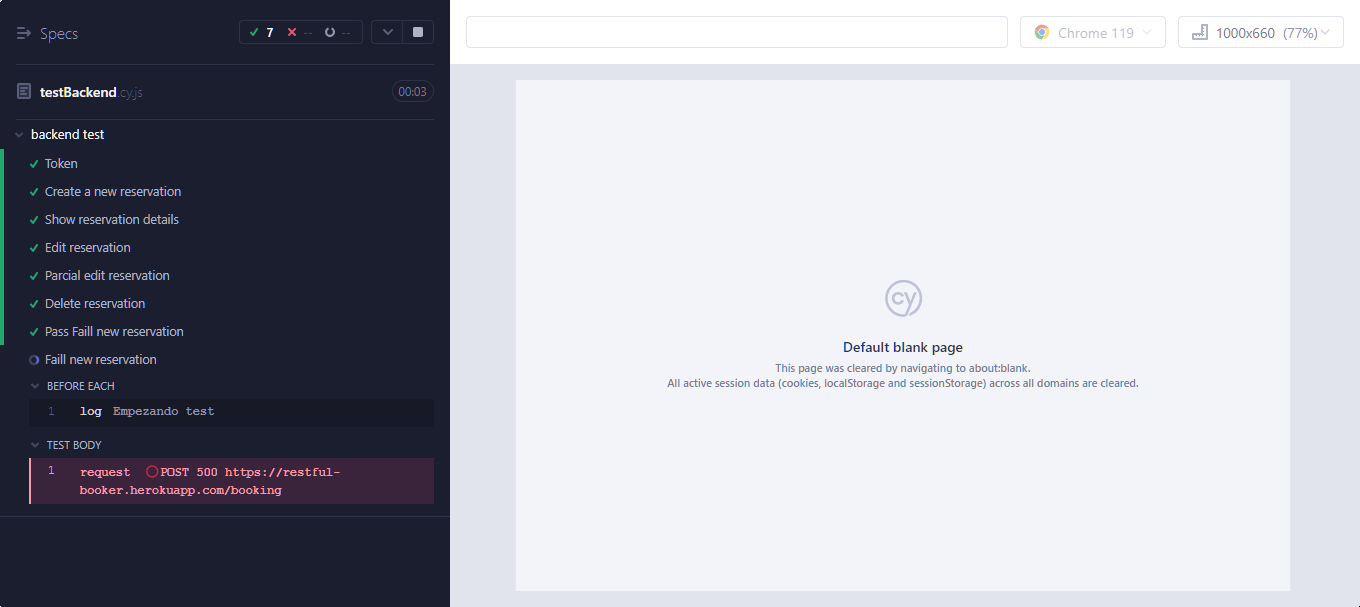 Specs
7 -- --
testBackend.cy.js
00:03
backend test
Token
Create a new reservation
Show reservation details
Edit reservation
Parcial edit reservation
Delete reservation
Pass Faill new reservation
Faill new reservation
BEFORE EACH
1 log Empezando test
TEST BODY
1 request POST 500 https://restful-
booker.herokuapp.com/booking
Chrome 119
1000x660 (77%)
cy
Default blank page
This page was cleared by navigating to about:blank.
All active session data (cookies, localStorage and sessionStorage) across all domains are cleared.